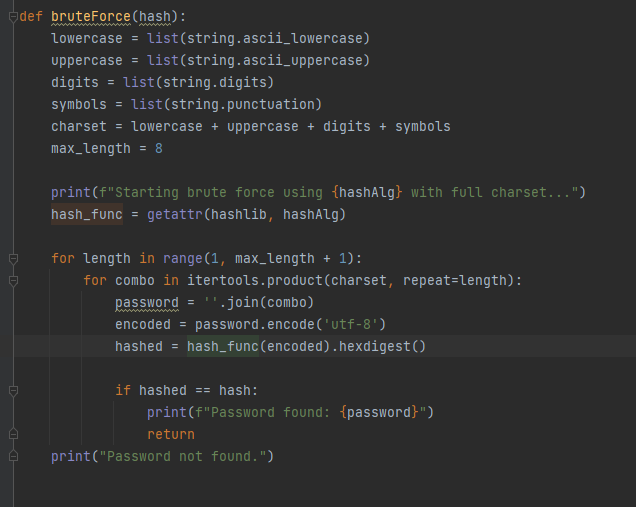 def bruteForce(hash):
    lowercase = list(string.ascii_lowercase)
    uppercase = list(string.ascii_uppercase)
    digits = list(string.digits)
    symbols = list(string.punctuation)
    charset = lowercase + uppercase + digits + symbols
    max_length = 8

    print(f"Starting brute force using {hashAlg} with full charset...")
    hash_func = getattr(hashlib, hashAlg)

    for length in range(1, max_length + 1):
        for combo in itertools.product(charset, repeat=length):
            password = ''.join(combo)
            encoded = password.encode('utf-8')
            hashed = hash_func(encoded).hexdigest()

            if hashed == hash:
                print(f"Password found: {password}")
                return
    print("Password not found.")